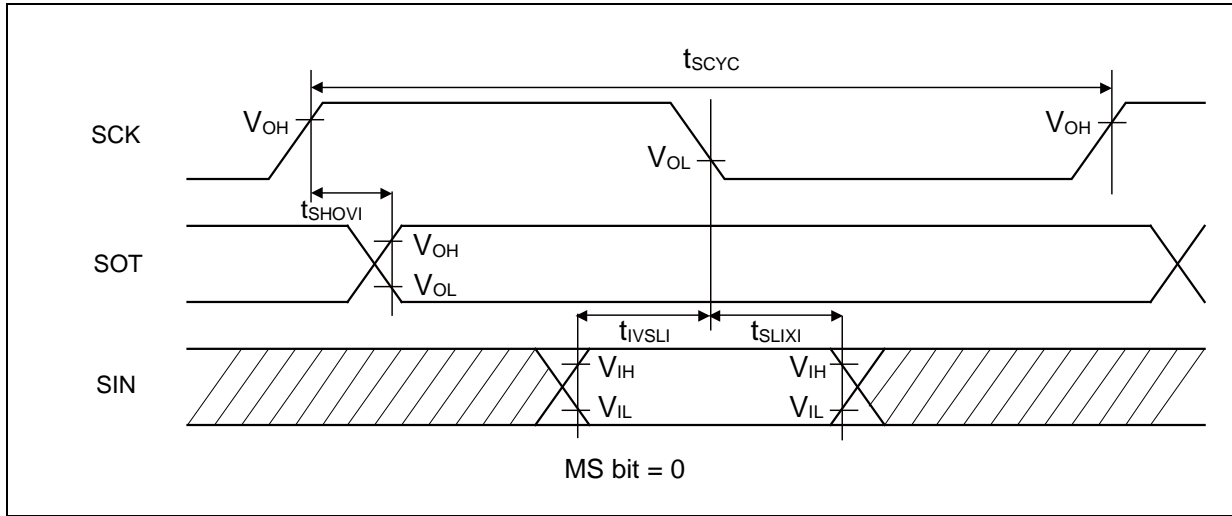 tSCYC
SCK
VOH
VOL
VOH
tSHOVI
SOT
VOH
VOL
tIVSLI
tSLIXI
SIN
VIH
VIL
VIH
VIL
MS bit = 0